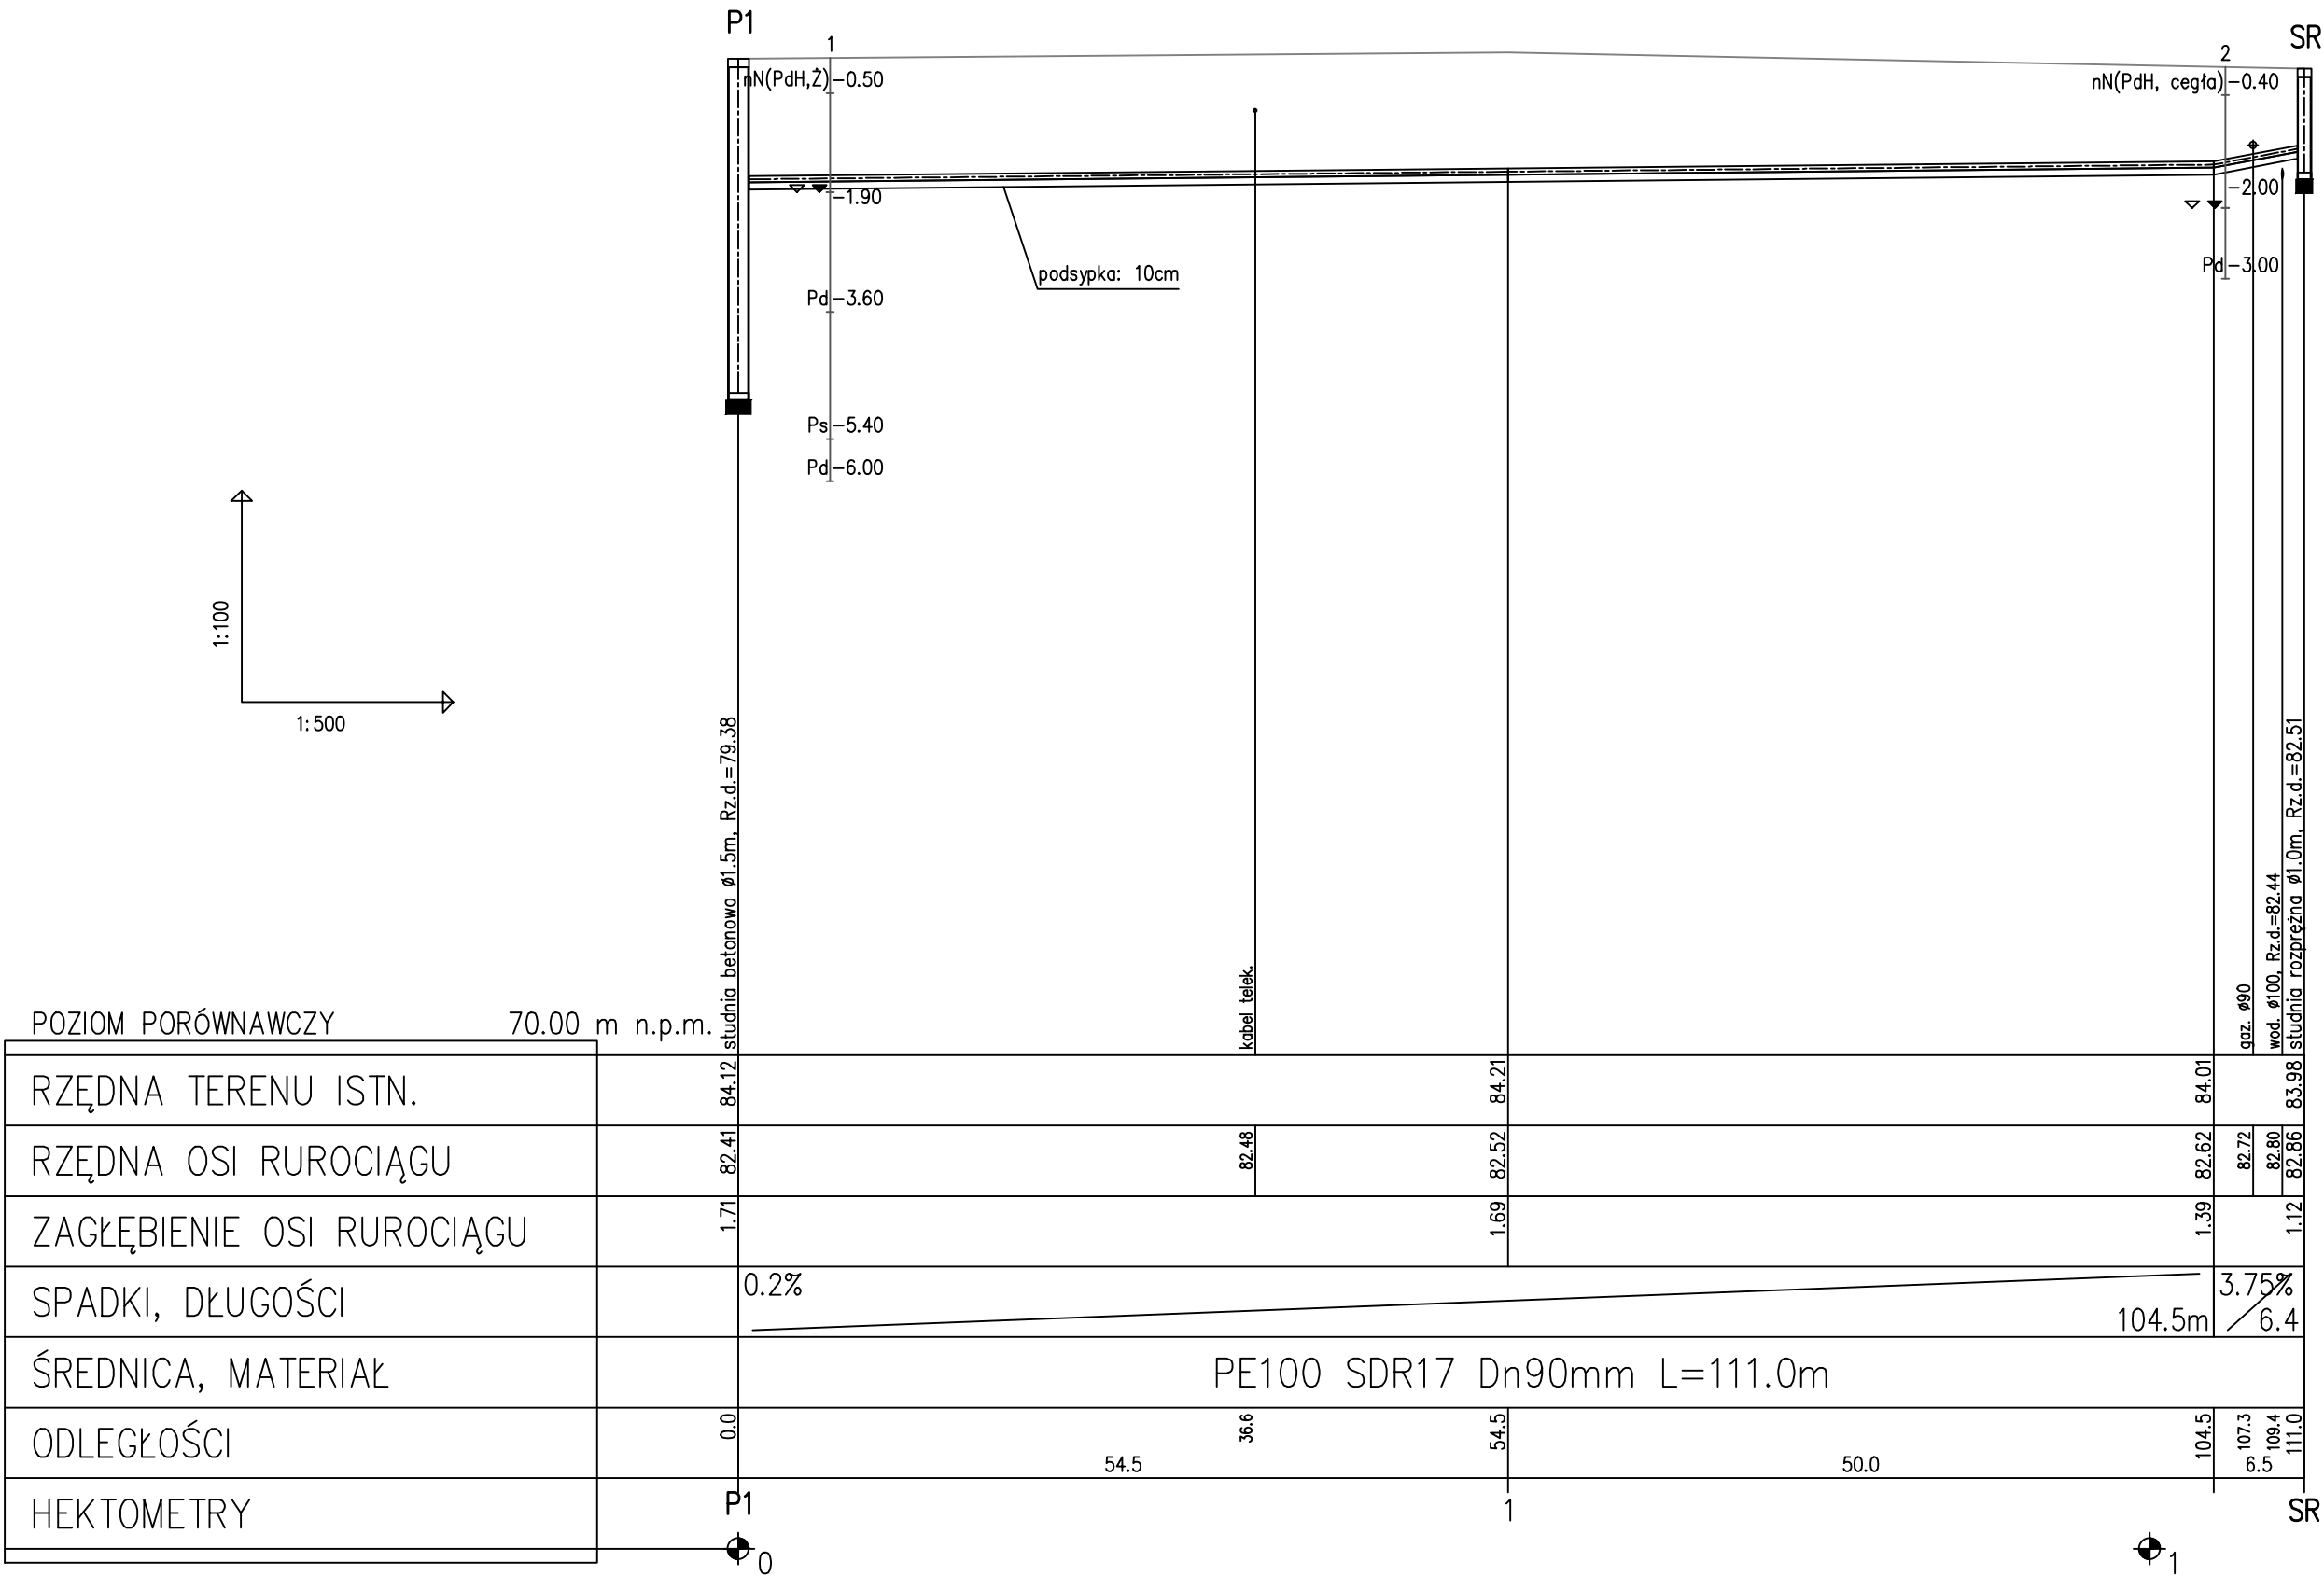 P1
SR
1
2
nN(PdH,Ż) -0.50
nN(PdH, cegła) -0.40
-1.90
-2.00
podsypka: 10cm
Pd -3.00
Pd -3.60
Ps -5.40
Pd -6.00
1:100
1:500
studnia betonowa ø1.5m, Rz.d.=79.38
kabel telek.
gaz. ø90
wod. ø100, Rz.d.=82.44
studnia rozprężna ø1.0m, Rz.d.=82.51
POZIOM PORÓWNAWCZY 70.00 m n.p.m.
RZĘDNA TERENU ISTN. 84.12 84.21 84.01 83.98
RZĘDNA OSI RUROCIĄGU 82.41 82.48 82.52 82.62 82.72 82.80 82.86
ZAGŁĘBIENIE OSI RUROCIĄGU 1.71 1.69 1.39 1.12
SPADKI, DŁUGOŚCI 0.2% 104.5m 3.75% 6.4
ŚREDNICA, MATERIAŁ PE100 SDR17 Dn90mm L=111.0m
ODLEGŁOŚCI 0.0 36.6 54.5 104.5 107.3 109.4 111.0
54.5 50.0 6.5
HEKTOMETRY P1 1 SR
0 1